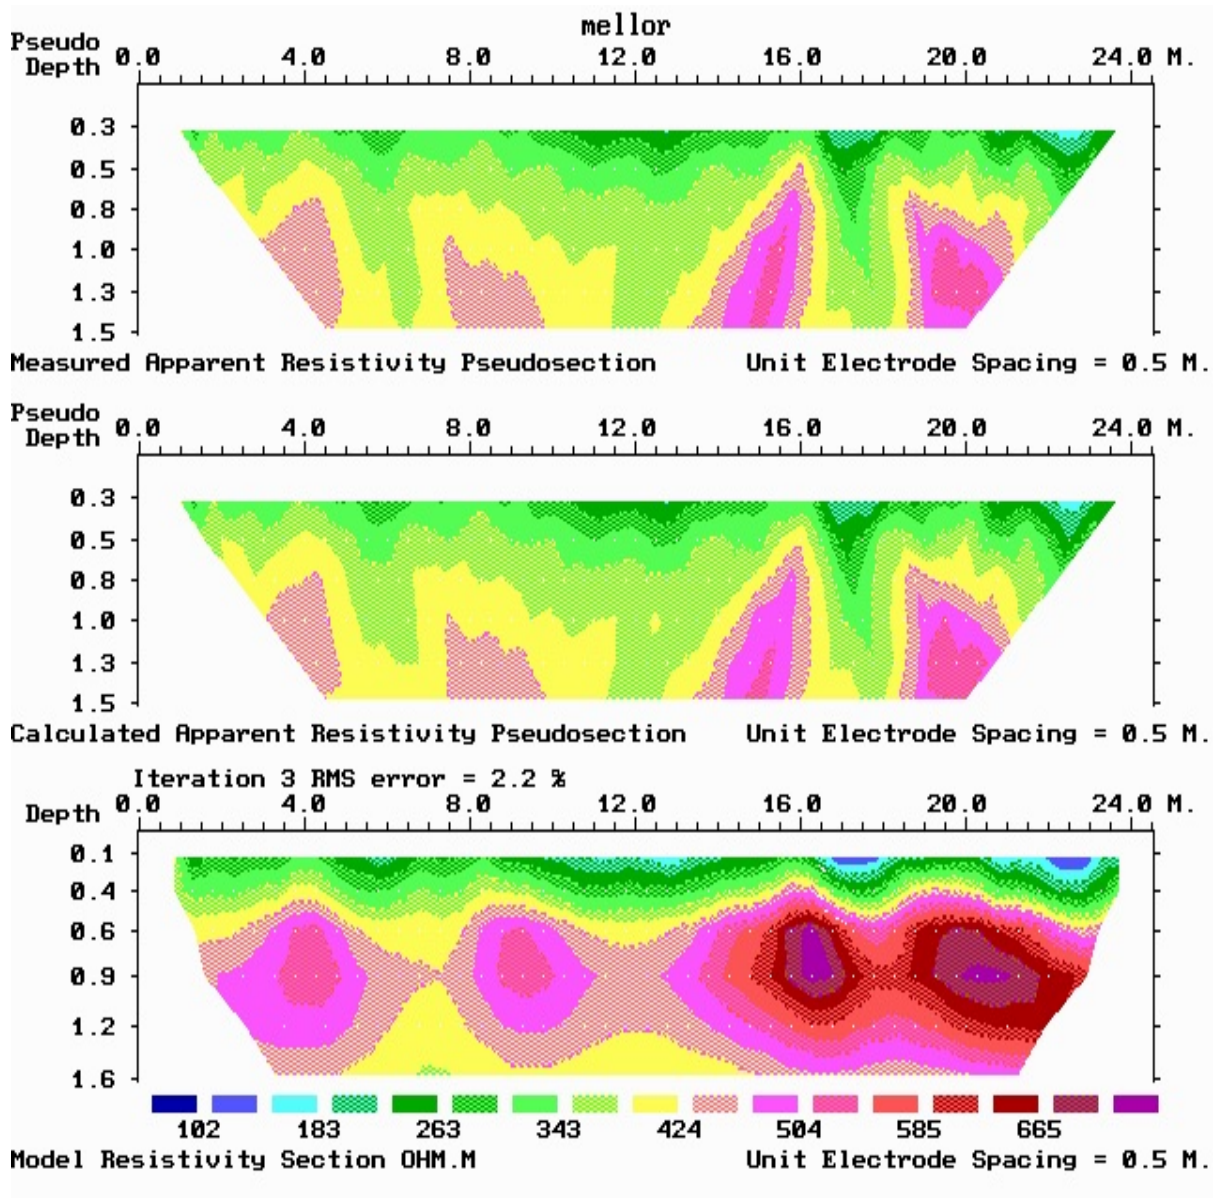 mellor
Pseudo
Depth 0.0 4.0 8.0 12.0 16.0 20.0 24.0 M.
0.3
0.5
0.8
1.0
1.3
1.5
Measured Apparent Resistivity Pseudosection Unit Electrode Spacing = 0.5 M.
Pseudo
Depth 0.0 4.0 8.0 12.0 16.0 20.0 24.0 M.
0.3
0.5
0.8
1.0
1.3
1.5
Calculated Apparent Resistivity Pseudosection Unit Electrode Spacing = 0.5 M.
Iteration 3 RMS error = 2.2 %
Depth 0.0 4.0 8.0 12.0 16.0 20.0 24.0 M.
0.1
0.4
0.6
0.9
1.2
1.6
102 183 263 343 424 504 585 665
Model Resistivity Section OHM.M Unit Electrode Spacing = 0.5 M.